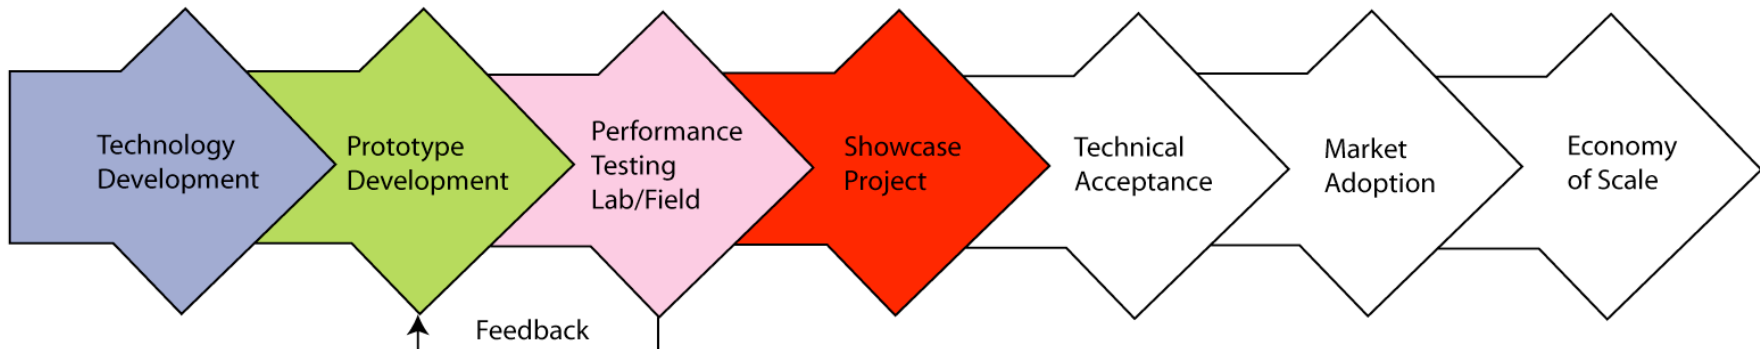 Technology
Development
Prototype
Development
Performance
Testing
Lab/Field
Showcase
Project
Technical
Acceptance
Market
Adoption
Economy
of Scale
Feedback